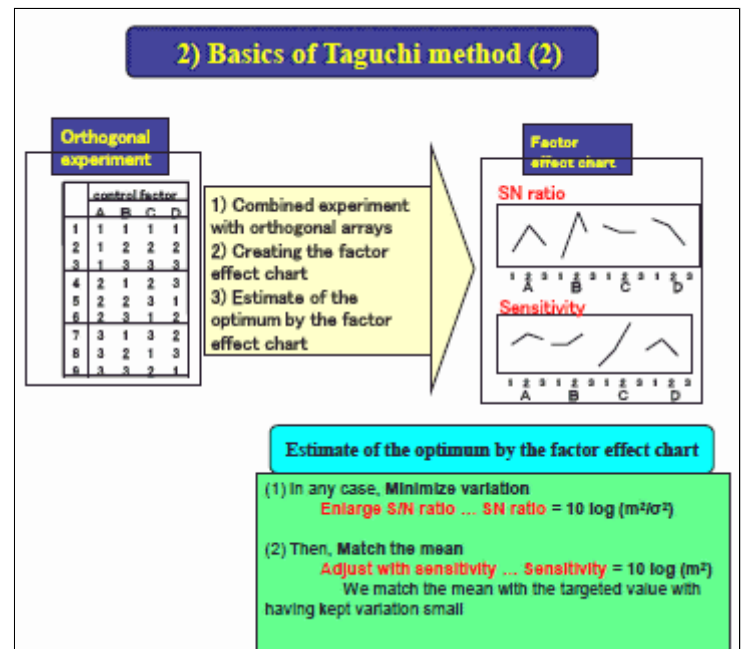 2) Basics of Taguchi method (2)
Orthogonal
experiment
control factor
A B C D
1 1 1 1 1
2 1 2 2 2
3 1 3 3 3
4 2 1 2 3
5 2 2 3 1
6 2 3 1 2
7 3 1 3 2
8 3 2 1 3
9 3 3 2 1
1) Combined experiment
with orthogonal arrays
2) Creating the factor
effect chart
3) Estimate of the
optimum by the factor
effect chart
Factor
effect chart
SN ratio
1 2 3 1 2 3 1 2 3 1 2 3
A B C D
Sensitivity
1 2 3 1 2 3 1 2 3 1 2 3
A B C D
Estimate of the optimum by the factor effect chart
(1) In any case, Minimize variation
Enlarge S/N ratio ... SN ratio = 10 log (m²/σ²)
(2) Then, Match the mean
Adjust with sensitivity ... Sensitivity = 10 log (m²)
We match the mean with the targeted value with
having kept variation small